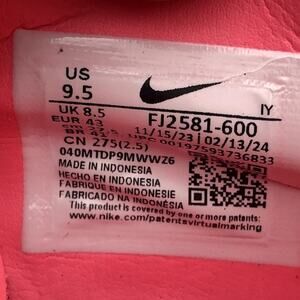 US
9.5
IY
UK 8.5
FJ2581-600
EUR 43
11/15/23 | 02/13/24
UPC 00197593736833
CN 275(2.5)
040MTDP9MWWZ6
MADE IN INDONESIA
HECHO EN INDONESIA
FABRIQUE EN INDONESIE
FABRICADO NA INDONÉSIA
This product is covered by one or more patents:
www.nike.com/patentsvirtualmarking